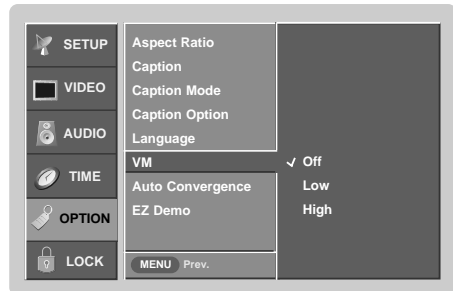 SETUP
VIDEO
AUDIO
TIME
OPTION
LOCK
Aspect Ratio
Caption
Caption Mode
Caption Option
Language
VM
Auto Convergence
EZ Demo
MENU Prev.
✓ Off
Low
High